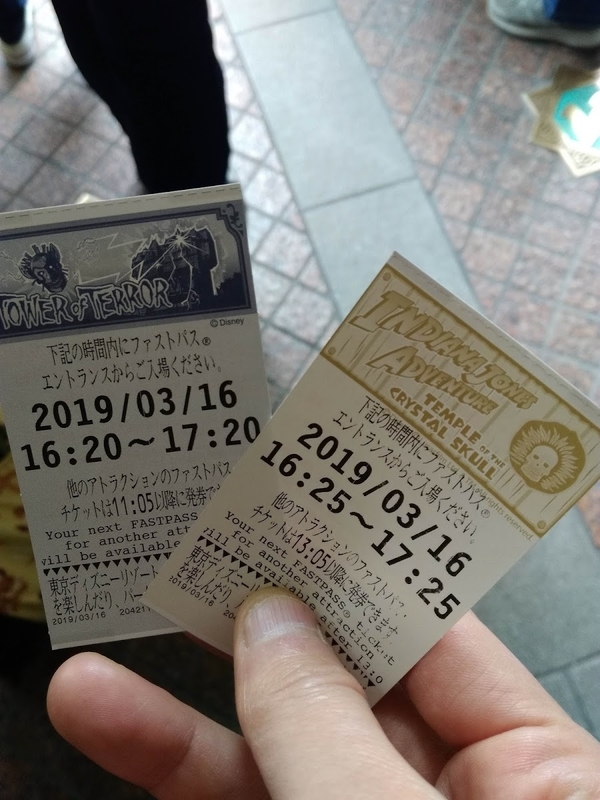 TOWER of TERROR
© Disney
下記の時間内にファストパス®
エントランスからご入場ください。
2019/03/16
16:20～17:20
他のアトラクションのファストパス
チケットは11:05以降に発券で
Your next FASTPASS
for another att
will be available
東京ディズニーリゾート
を楽しんだり、パー
2019/03/16
INDIANA JONES
ADVENTURE
TEMPLE OF THE
CRYSTAL SKULL
rights reserved.
下記の時間内にファストパス®
エントランスからご入場ください。
2019/03/16
16:25～17:25
他のアトラクションのファストパス
チケットは13:05以降に発券できます。
Your next FASTPASS® ticket
for another attraction
will be available after 13:0
東京ディズニー
を楽しんだり、
2019/03/16